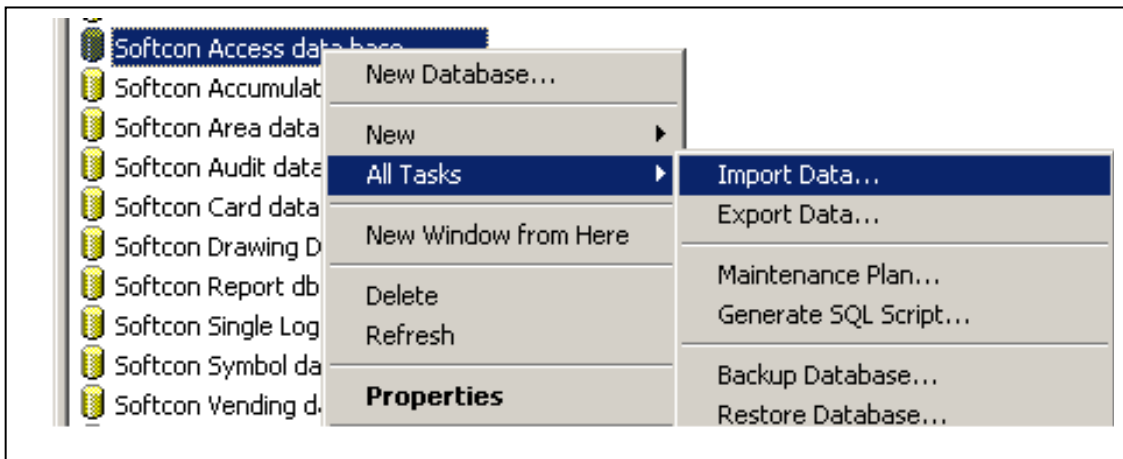 Softcon Access data base
Softcon Accumulat
Softcon Area data
Softcon Audit data
Softcon Card data
Softcon Drawing D
Softcon Report db
Softcon Single Log
Softcon Symbol da
Softcon Vending d
New Database...
New
All Tasks
New Window from Here
Delete
Refresh
Properties
Import Data...
Export Data...
Maintenance Plan...
Generate SQL Script...
Backup Database...
Restore Database...